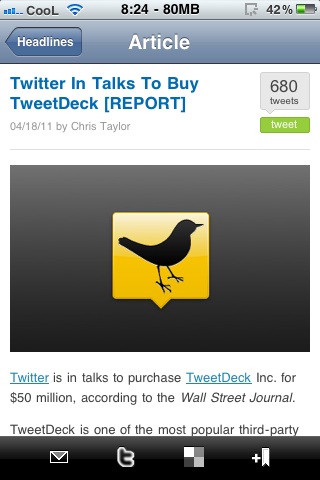 CooL 8:24 - 80MB 42%
Headlines Article
Twitter In Talks To Buy
TweetDeck [REPORT]
680
tweets
tweet
04/18/11 by Chris Taylor
Twitter is in talks to purchase TweetDeck Inc. for
$50 million, according to the Wall Street Journal.
TweetDeck is one of the most popular third-party